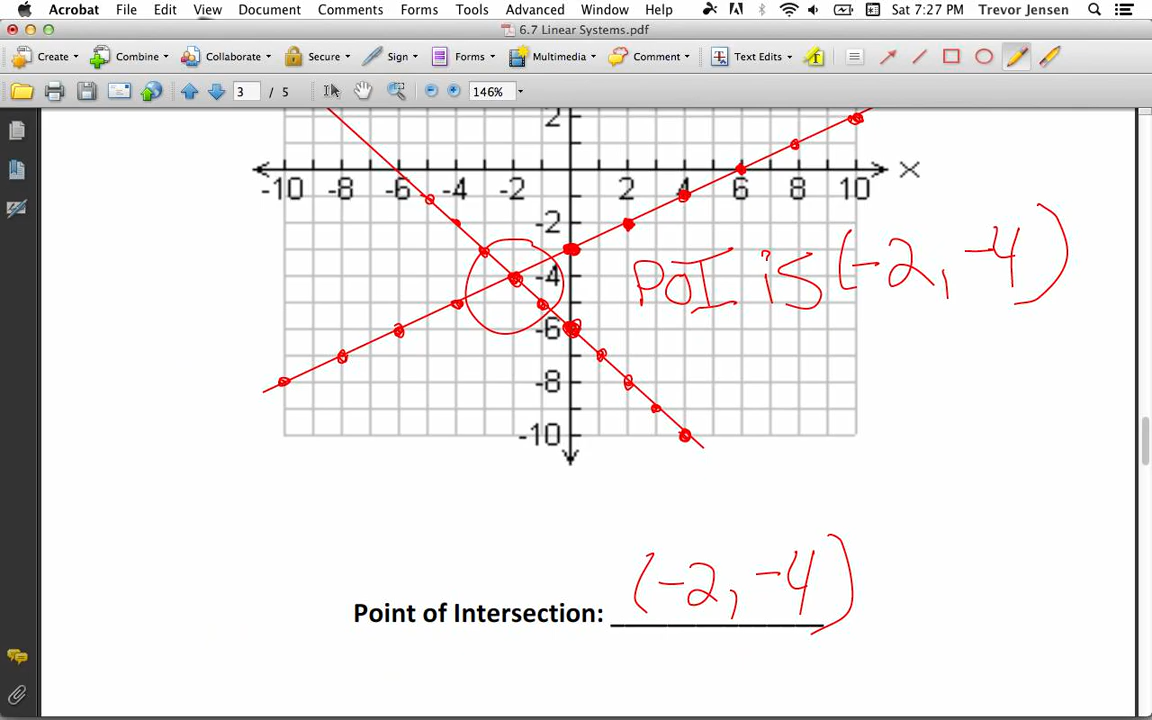 Acrobat File Edit View Document Comments Forms Tools Advanced Window Help Sat 7:27 PM Trevor Jensen
6.7 Linear Systems.pdf
Create Combine Collaborate Secure Sign Forms Multimedia Comment Text Edits T
3 / 5 146%
2
-10 -8 -6 -4 -2 2 4 6 8 10 X
-2
-4
-6
-8
-10
POI is (-2, -4)
Point of Intersection: (-2, -4)